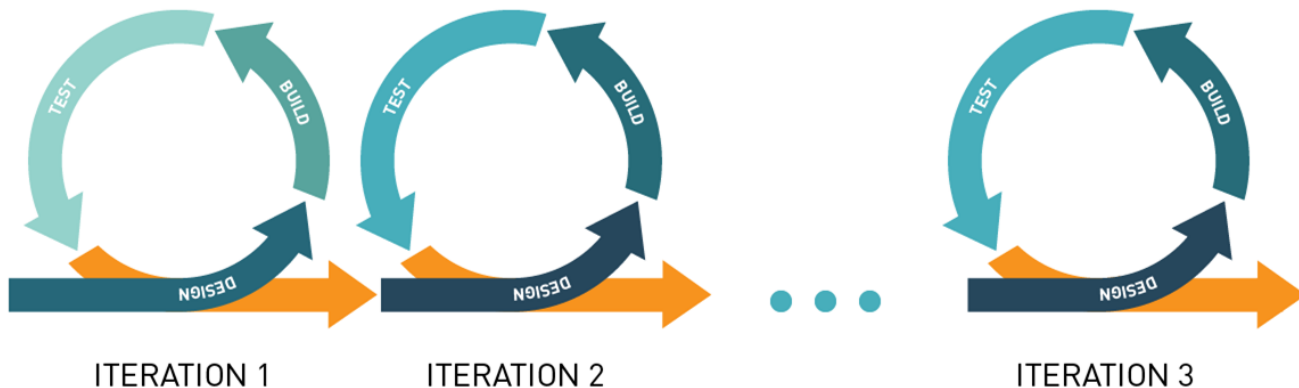 TEST
BUILD
DESIGN
ITERATION 1
TEST
BUILD
DESIGN
ITERATION 2
TEST
BUILD
DESIGN
ITERATION 3